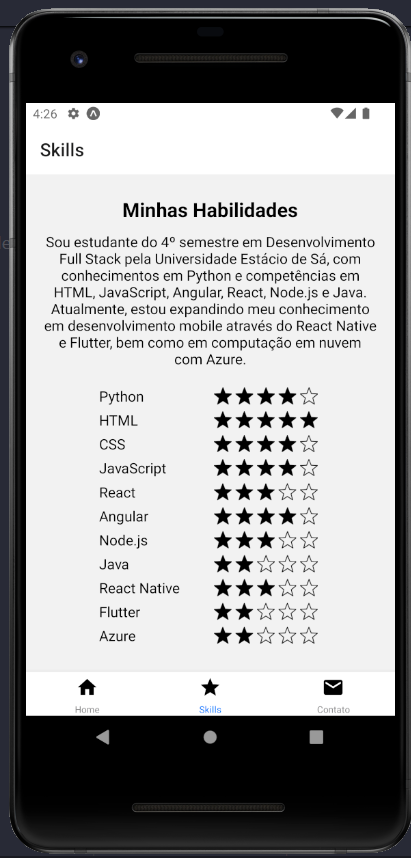 4:26
Skills
Minhas Habilidades
Sou estudante do 4º semestre em Desenvolvimento
Full Stack pela Universidade Estácio de Sá, com
conhecimentos em Python e competências em
HTML, JavaScript, Angular, React, Node.js e Java.
Atualmente, estou expandindo meu conhecimento
em desenvolvimento mobile através do React Native
e Flutter, bem como em computação em nuvem
com Azure.
Python
HTML
CSS
JavaScript
React
Angular
Node.js
Java
React Native
Flutter
Azure
Home Skills Contato